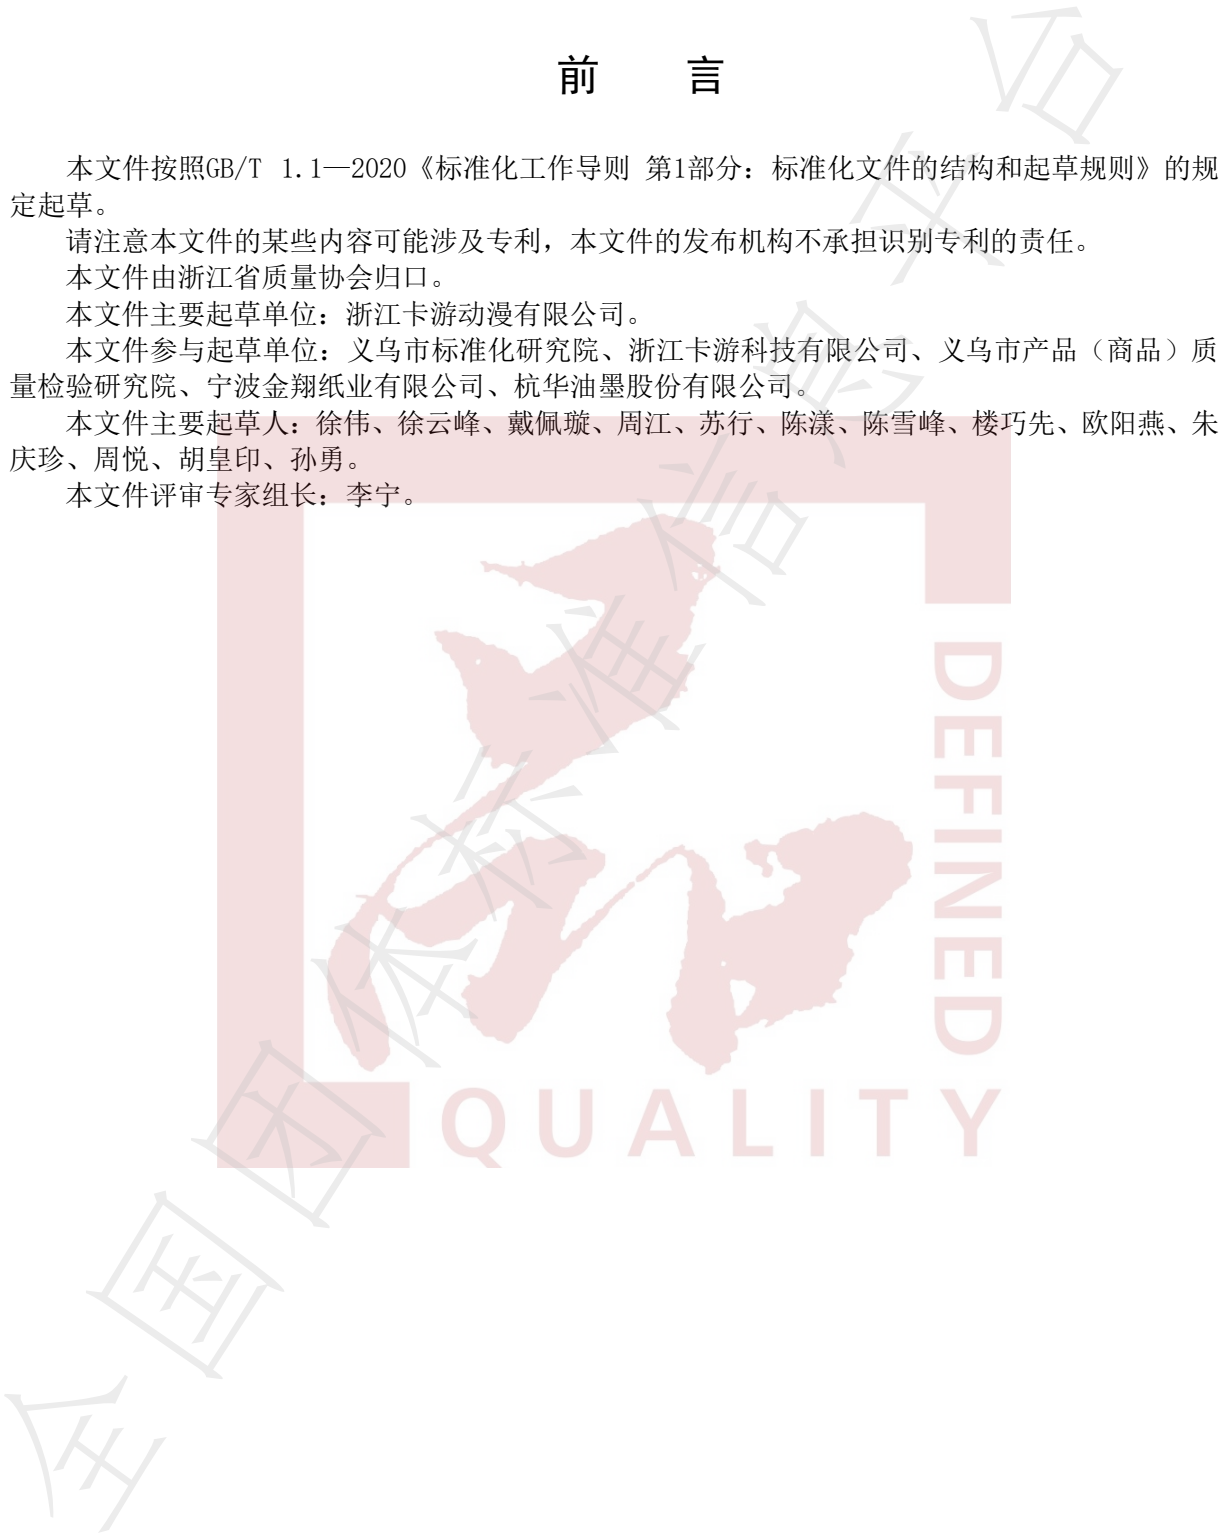 前 言
本文件按照GB/T 1.1—2020《标准化工作导则 第1部分：标准化文件的结构和起草规则》的规
定起草。
请注意本文件的某些内容可能涉及专利，本文件的发布机构不承担识别专利的责任。
本文件由浙江省质量协会归口。
本文件主要起草单位：浙江卡游动漫有限公司。
本文件参与起草单位：义乌市标准化研究院、浙江卡游科技有限公司、义乌市产品（商品）质
量检验研究院、宁波金翔纸业有限公司、杭华油墨股份有限公司。
本文件主要起草人：徐伟、徐云峰、戴佩璇、周江、苏行、陈漾、陈雪峰、楼巧先、欧阳燕、朱
庆珍、周悦、胡皇印、孙勇。
本文件评审专家组长：李宁。
DEFINED
QUALITY
全国团体标准信息平台